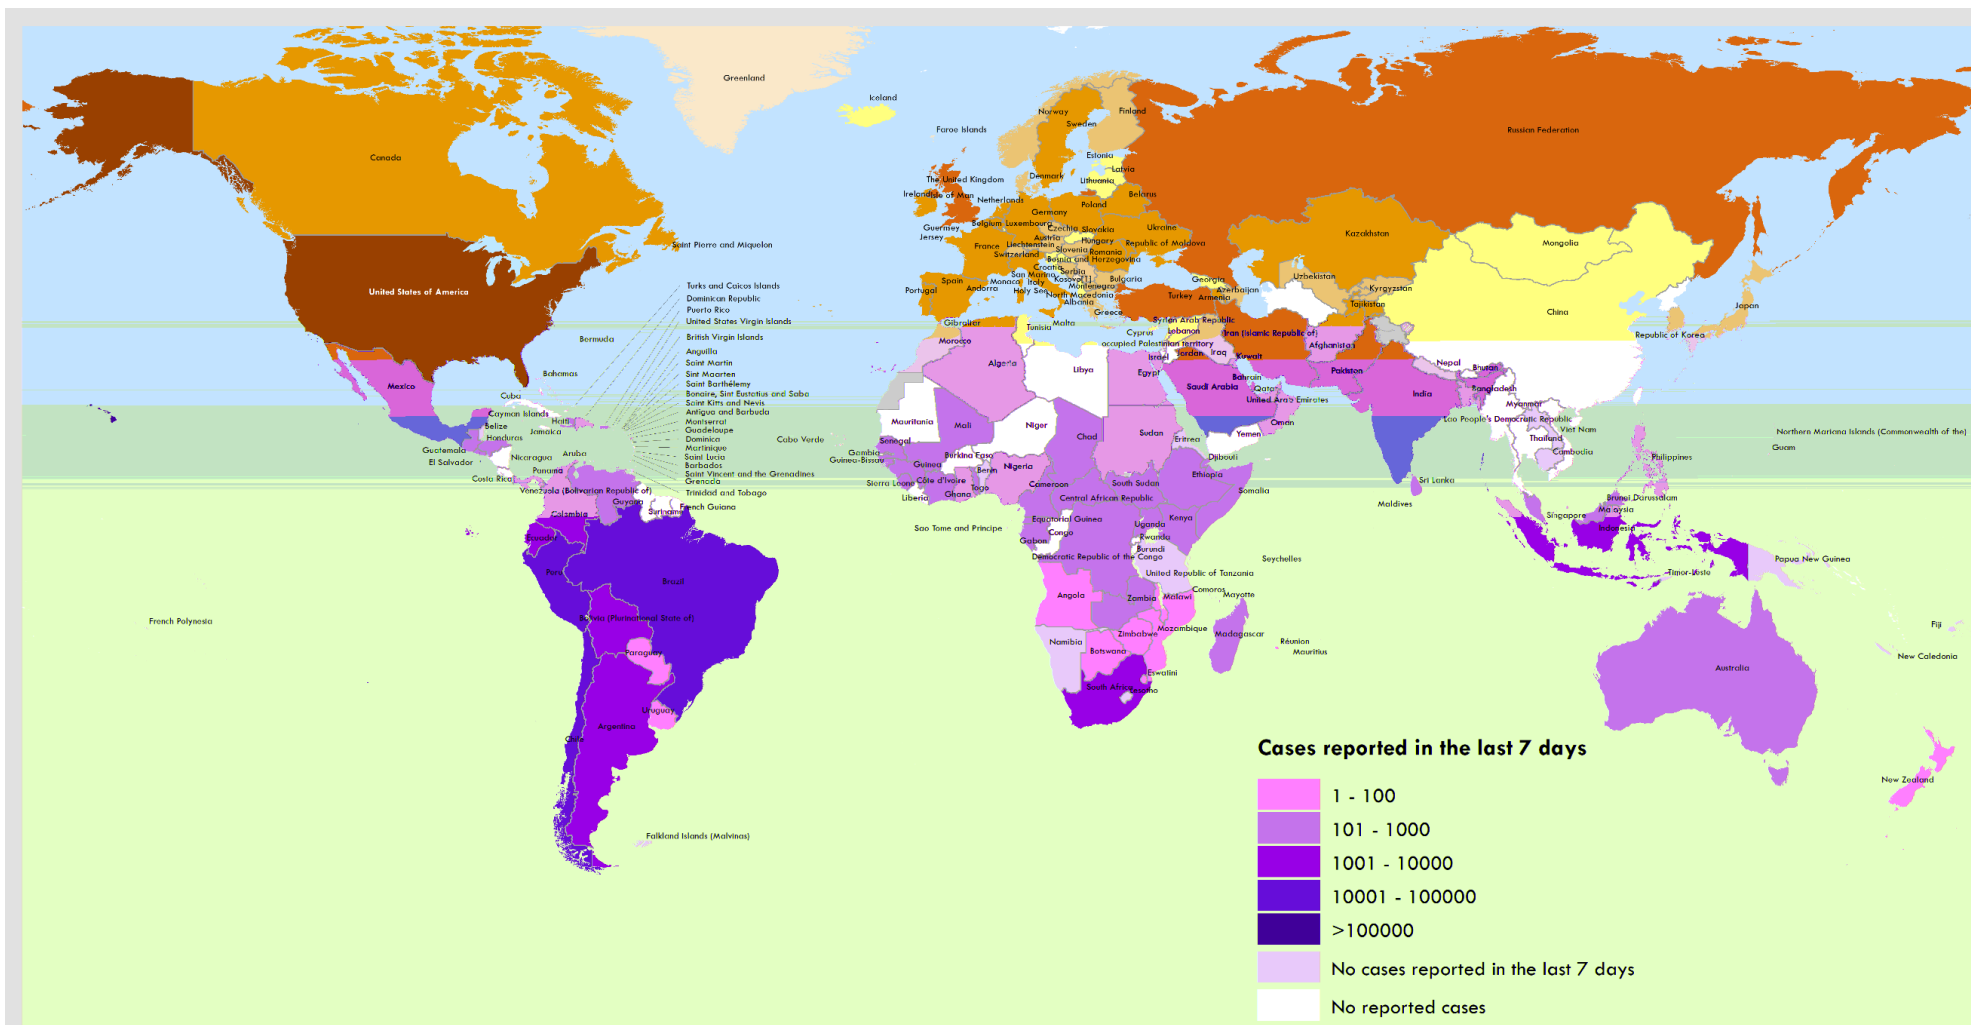 Greenland
Iceland
Faroe Islands
Norway
Sweden
Finland
Russian Federation
Canada
Estonia
Latvia
Lithuania
Denmark
The United Kingdom
Ireland
Isle of Man
Netherlands
Belarus
Poland
Germany
Guernsey
Jersey
Belgium
Luxembourg
Czechia
Slovakia
Ukraine
Kazakhstan
Mongolia
Saint Pierre and Miquelon
France
Austria
Liechtenstein
Hungary
Republic of Moldova
Switzerland
Slovenia
Romania
Bosnia and Herzegovina
Croatia
Serbia
San Marino
Italy
Kosovo[1]
Bulgaria
Georgia
Uzbekistan
Kyrgyzstan
United States of America
Spain
Portugal
Andorra
Monaco
Holy See
Montenegro
North Macedonia
Albania
Greece
Turkey
Armenia
Azerbaijan
Tajikistan
Japan
China
Republic of Korea
Turks and Caicos Islands
Dominican Republic
Puerto Rico
United States Virgin Islands
British Virgin Islands
Anguilla
Saint Martin
Sint Maarten
Saint Barthélemy
Bonaire, Sint Eustatius and Saba
Saint Kitts and Nevis
Antigua and Barbuda
Montserrat
Guadeloupe
Dominica
Martinique
Saint Lucia
Barbados
Saint Vincent and the Grenadines
Grenada
Trinidad and Tobago
French Guiana
Gibralter
Tunisia
Malta
Cyprus
Syrian Arab Republic
Lebanon
Iran (Islamic Republic of)
occupied Palestinian territory
Israel
Jordan
Iraq
Kuwait
Afghanistan
Bermuda
Morocco
Algeria
Libya
Egypt
Bahamas
Mexico
Cuba
Saudi Arabia
Bahrain
Qatar
United Arab Emirates
Pakistan
Nepal
Bhutan
Bangladesh
India
Myanmar
Lao People's Democratic Republic
Viet Nam
Thailand
Cambodia
Northern Mariana Islands (Commonwealth of the)
Guam
Philippines
Cayman Islands
Haiti
Jamaica
Belize
Honduras
Guatemala
El Salvador
Nicaragua
Aruba
Panama
Costa Rica
Venezuela (Bolivarian Republic of)
Guyana
Suriname
Colombia
Cabo Verde
Mauritania
Mali
Niger
Chad
Sudan
Eritrea
Yemen
Oman
Senegal
Gambia
Guinea-Bissau
Guinea
Burkina Faso
Benin
Nigeria
Djibouti
Ethiopia
Somalia
Sierra Leone
Liberia
Côte d'Ivoire
Ghana
Togo
Cameroon
Central African Republic
South Sudan
Sri Lanka
Maldives
Brunei Darussalam
Malaysia
Singapore
Indonesia
Sao Tome and Principe
Equatorial Guinea
Gabon
Congo
Uganda
Kenya
Rwanda
Burundi
Democratic Republic of the Congo
United Republic of Tanzania
Seychelles
Timor-Leste
Papua New Guinea
Ecuador
Peru
Brazil
Bolivia (Plurinational State of)
Paraguay
Uruguay
Argentina
Chile
Falkland Islands (Malvinas)
French Polynesia
Angola
Zambia
Malawi
Comoros
Mayotte
Mozambique
Zimbabwe
Madagascar
Réunion
Mauritius
Namibia
Botswana
Eswatini
South Africa
Lesotho
Australia
Fiji
New Caledonia
New Zealand
Cases reported in the last 7 days
1 - 100
101 - 1000
1001 - 10000
10001 - 100000
>100000
No cases reported in the last 7 days
No reported cases